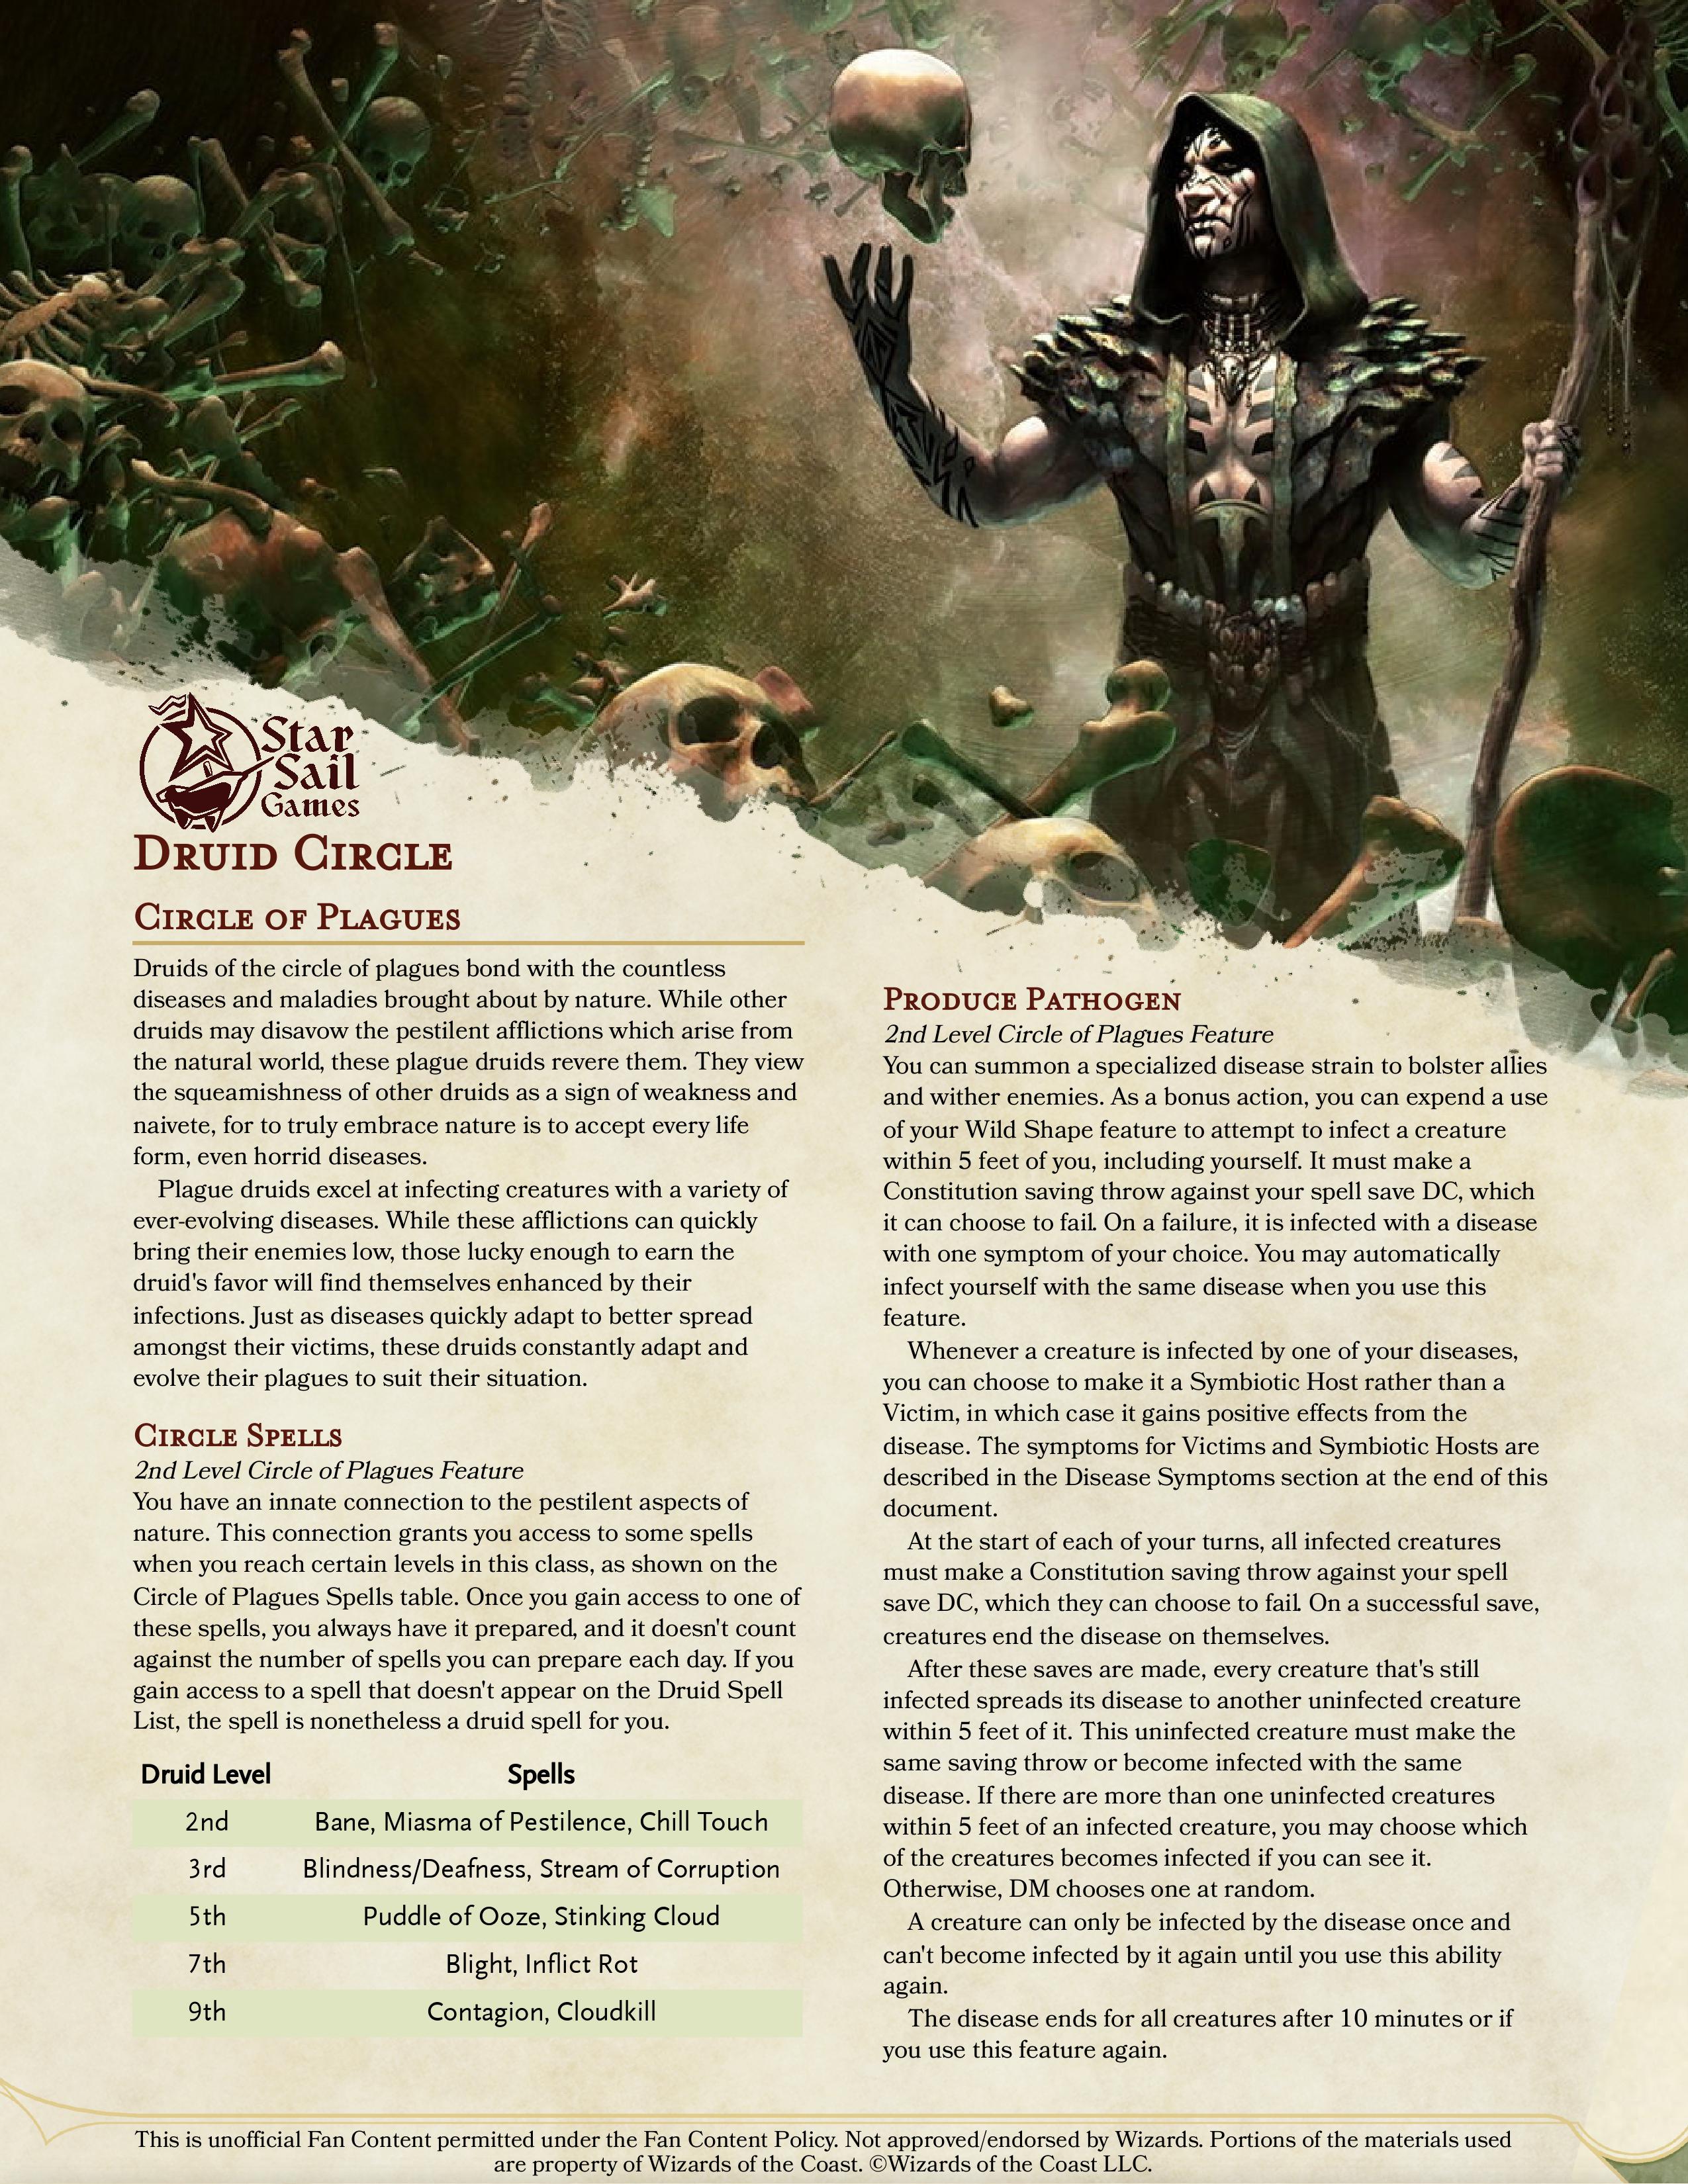 Star
Sail
Games
Druid Circle
Circle of Plagues
Druids of the circle of plagues bond with the countless
diseases and maladies brought about by nature. While other
druids may disavow the pestilent afflictions which arise from
the natural world, these plague druids revere them. They view
the squeamishness of other druids as a sign of weakness and
naivete, for to truly embrace nature is to accept every life
form, even horrid diseases.
Plague druids excel at infecting creatures with a variety of
ever-evolving diseases. While these afflictions can quickly
bring their enemies low, those lucky enough to earn the
druid's favor will find themselves enhanced by their
infections. Just as diseases quickly adapt to better spread
amongst their victims, these druids constantly adapt and
evolve their plagues to suit their situation.
Circle Spells
2nd Level Circle of Plagues Feature
You have an innate connection to the pestilent aspects of
nature. This connection grants you access to some spells
when you reach certain levels in this class, as shown on the
Circle of Plagues Spells table. Once you gain access to one of
these spells, you always have it prepared, and it doesn't count
against the number of spells you can prepare each day. If you
gain access to a spell that doesn't appear on the Druid Spell
List, the spell is nonetheless a druid spell for you.
Druid Level Spells
2nd Bane, Miasma of Pestilence, Chill Touch
3rd Blindness/Deafness, Stream of Corruption
5th Puddle of Ooze, Stinking Cloud
7th Blight, Inflict Rot
9th Contagion, Cloudkill
Produce Pathogen
2nd Level Circle of Plagues Feature
You can summon a specialized disease strain to bolster allies
and wither enemies. As a bonus action, you can expend a use
of your Wild Shape feature to attempt to infect a creature
within 5 feet of you, including yourself. It must make a
Constitution saving throw against your spell save DC, which
it can choose to fail. On a failure, it is infected with a disease
with one symptom of your choice. You may automatically
infect yourself with the same disease when you use this
feature.
Whenever a creature is infected by one of your diseases,
you can choose to make it a Symbiotic Host rather than a
Victim, in which case it gains positive effects from the
disease. The symptoms for Victims and Symbiotic Hosts are
described in the Disease Symptoms section at the end of this
document.
At the start of each of your turns, all infected creatures
must make a Constitution saving throw against your spell
save DC, which they can choose to fail. On a successful save,
creatures end the disease on themselves.
After these saves are made, every creature that's still
infected spreads its disease to another uninfected creature
within 5 feet of it. This uninfected creature must make the
same saving throw or become infected with the same
disease. If there are more than one uninfected creatures
within 5 feet of an infected creature, you may choose which
of the creatures becomes infected if you can see it.
Otherwise, DM chooses one at random.
A creature can only be infected by the disease once and
can't become infected by it again until you use this ability
again.
The disease ends for all creatures after 10 minutes or if
you use this feature again.
This is unofficial Fan Content permitted under the Fan Content Policy. Not approved/endorsed by Wizards. Portions of the materials used
are property of Wizards of the Coast. ©Wizards of the Coast LLC.